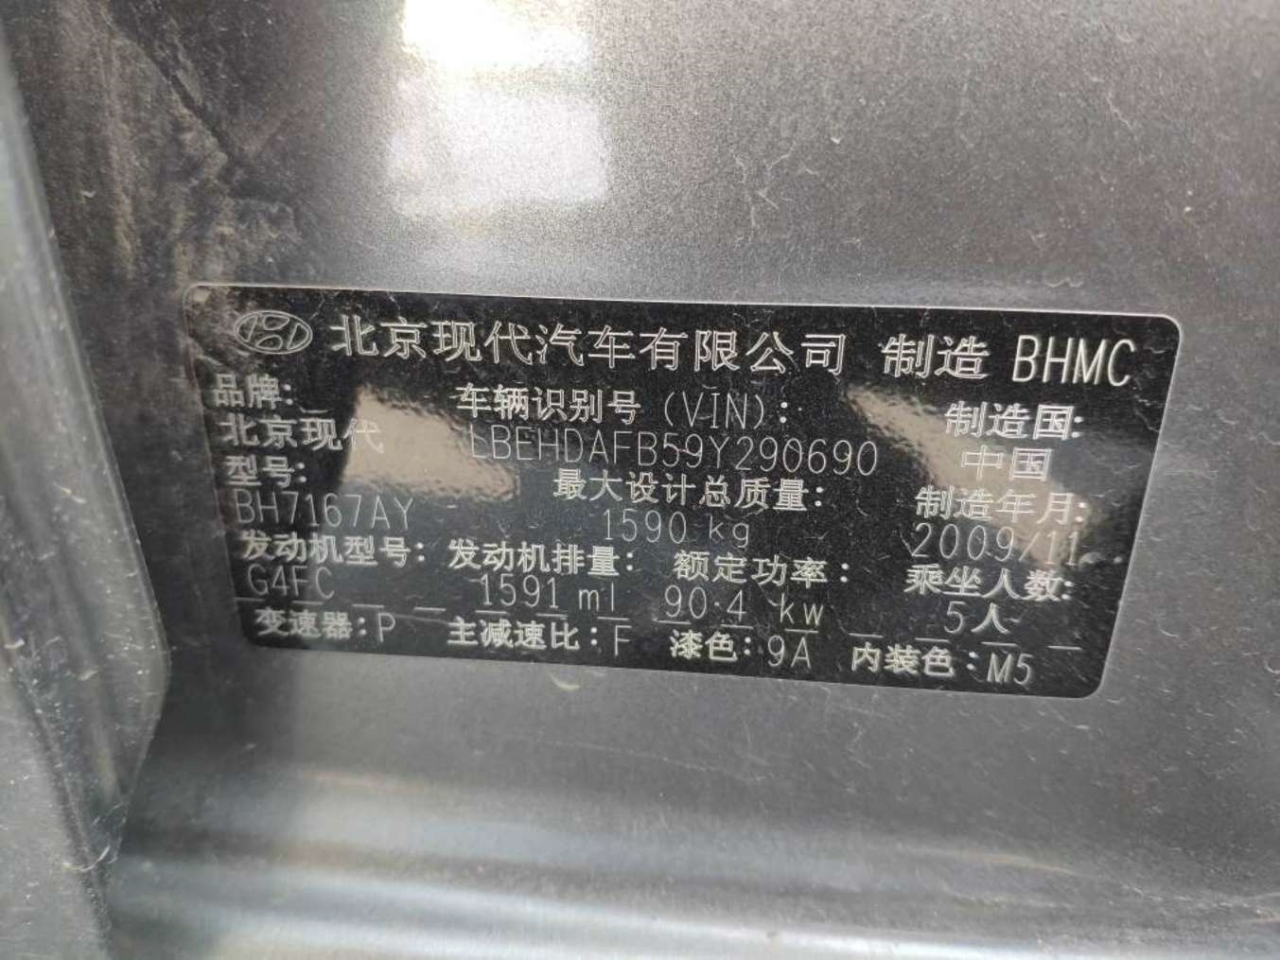 北京现代汽车有限公司 制造 BHMC
品牌: 车辆识别号 (VIN): 制造国:
北京现代 LBEHDAFB59Y290690 中国
型号: 最大设计总质量: 制造年月:
BH7167AY 1590 kg 2009/11
发动机型号: 发动机排量: 额定功率: 乘坐人数:
G4FC 1591 ml 90.4 kw 5人
变速器:P 主减速比:F 漆色:9A 内装色:M5